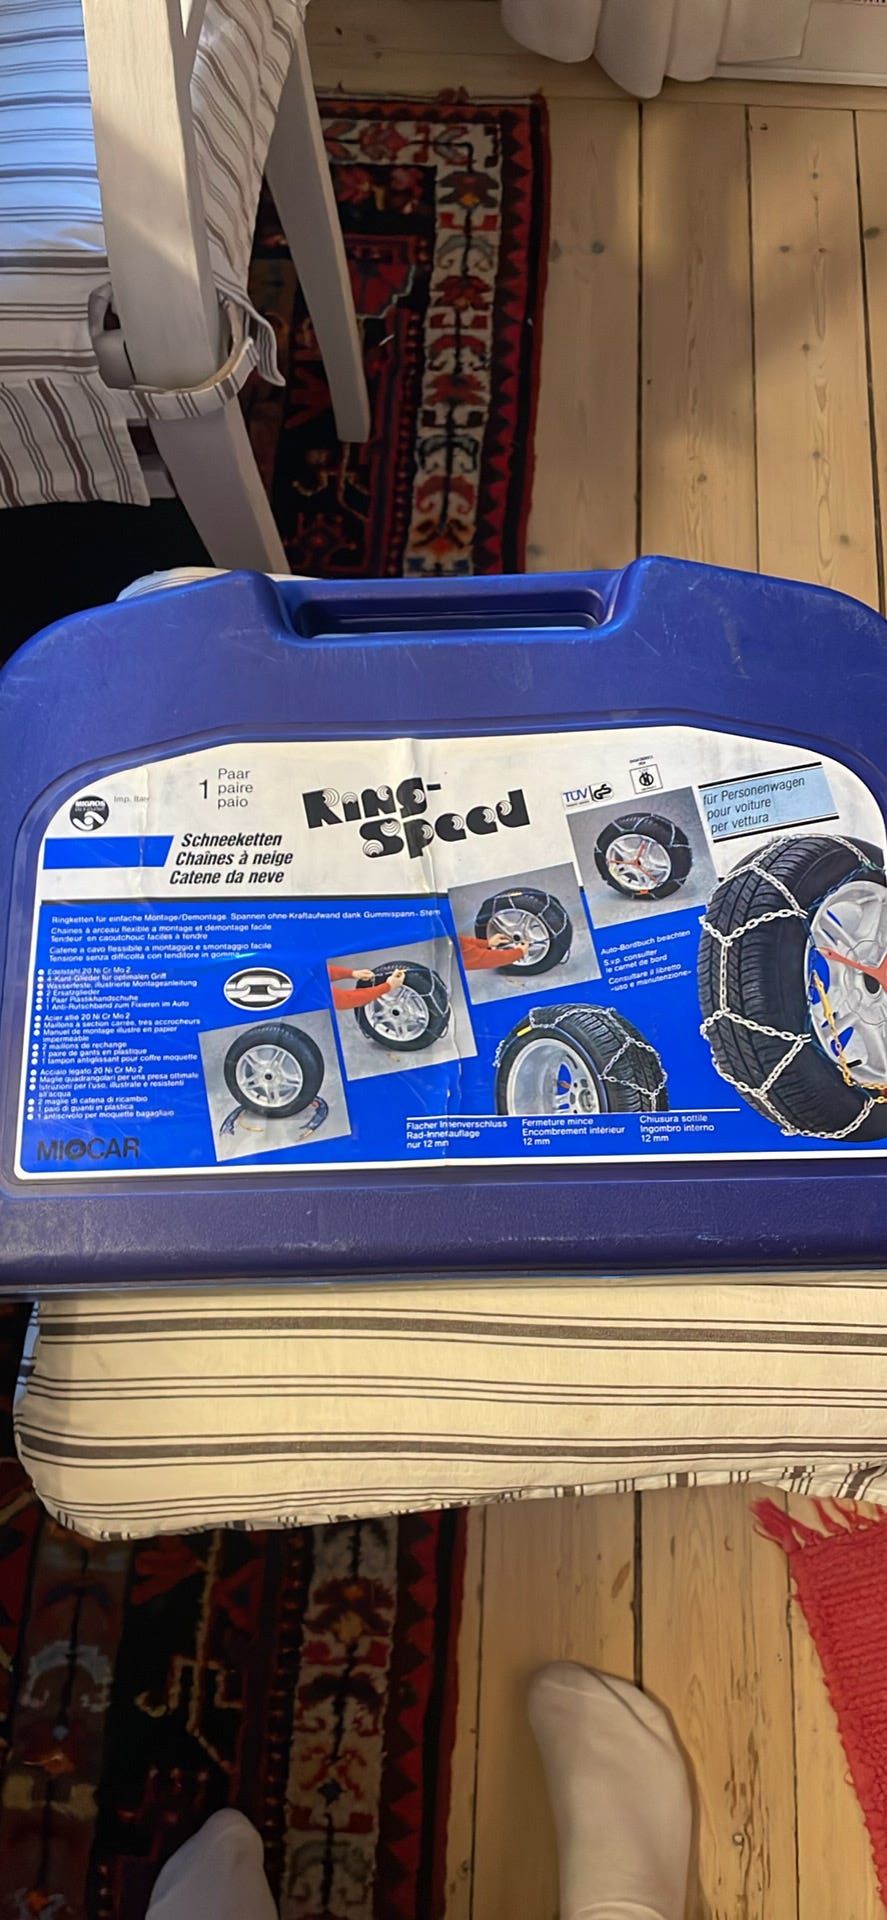 MIGROS
1
Paar
paire
paio
Ring-
Speed
TÜV GS
für Personenwagen
pour voiture
per vettura
Schneeketten
Chaînes à neige
Catene da neve
Ringketten für einfache Montage/Demontage. Spannen ohne Kraftaufwand dank Gummispann-Stern
Chaînes à arceau flexible a montage et démontage facile
Tendeur en caoutchouc faciles à tendre
Catene a cavo flessibile a montaggio e smontaggio facile
Tensione senza difficoltà con tenditore in gomma
Edelstahl 20 Ni Cr Mo 2
4-Kant-Glieder für optimalen Griff
Wasserfeste, illustrierte Montageanleitung
2 Ersatzglieder
1 Paar Plastikhandschuhe
1 Anti-Rutschband zum Fixieren im Auto
Acier allié 20 Ni Cr Mo 2
Maillons à section carrée, très accrocheurs
Manuel de montage illustré en papier
imperméable
2 maillons de rechange
1 paire de gants en plastique
1 tampon antiglissant pour coffre moquette
Acciaio legato 20 Ni Cr Mo 2
Maglie quadrangolari per una presa ottimale
Istruzioni per l'uso, illustrate e resistenti
all'acqua
2 maglie di catena di ricambio
1 paio di guanti in plastica
1 antiscivolo per moquette bagagliaio
Auto-Bordbuch beachten
S.v.p. consulter
le carnet de bord
Consultare il libretto
«uso e manutenzione»
Flacher Innenverschluss
Rad-Innenauflage
nur 12 mm
Fermeture mince
Encombrement intérieur
12 mm
Chiusura sottile
Ingombro interno
12 mm
MIOCAR